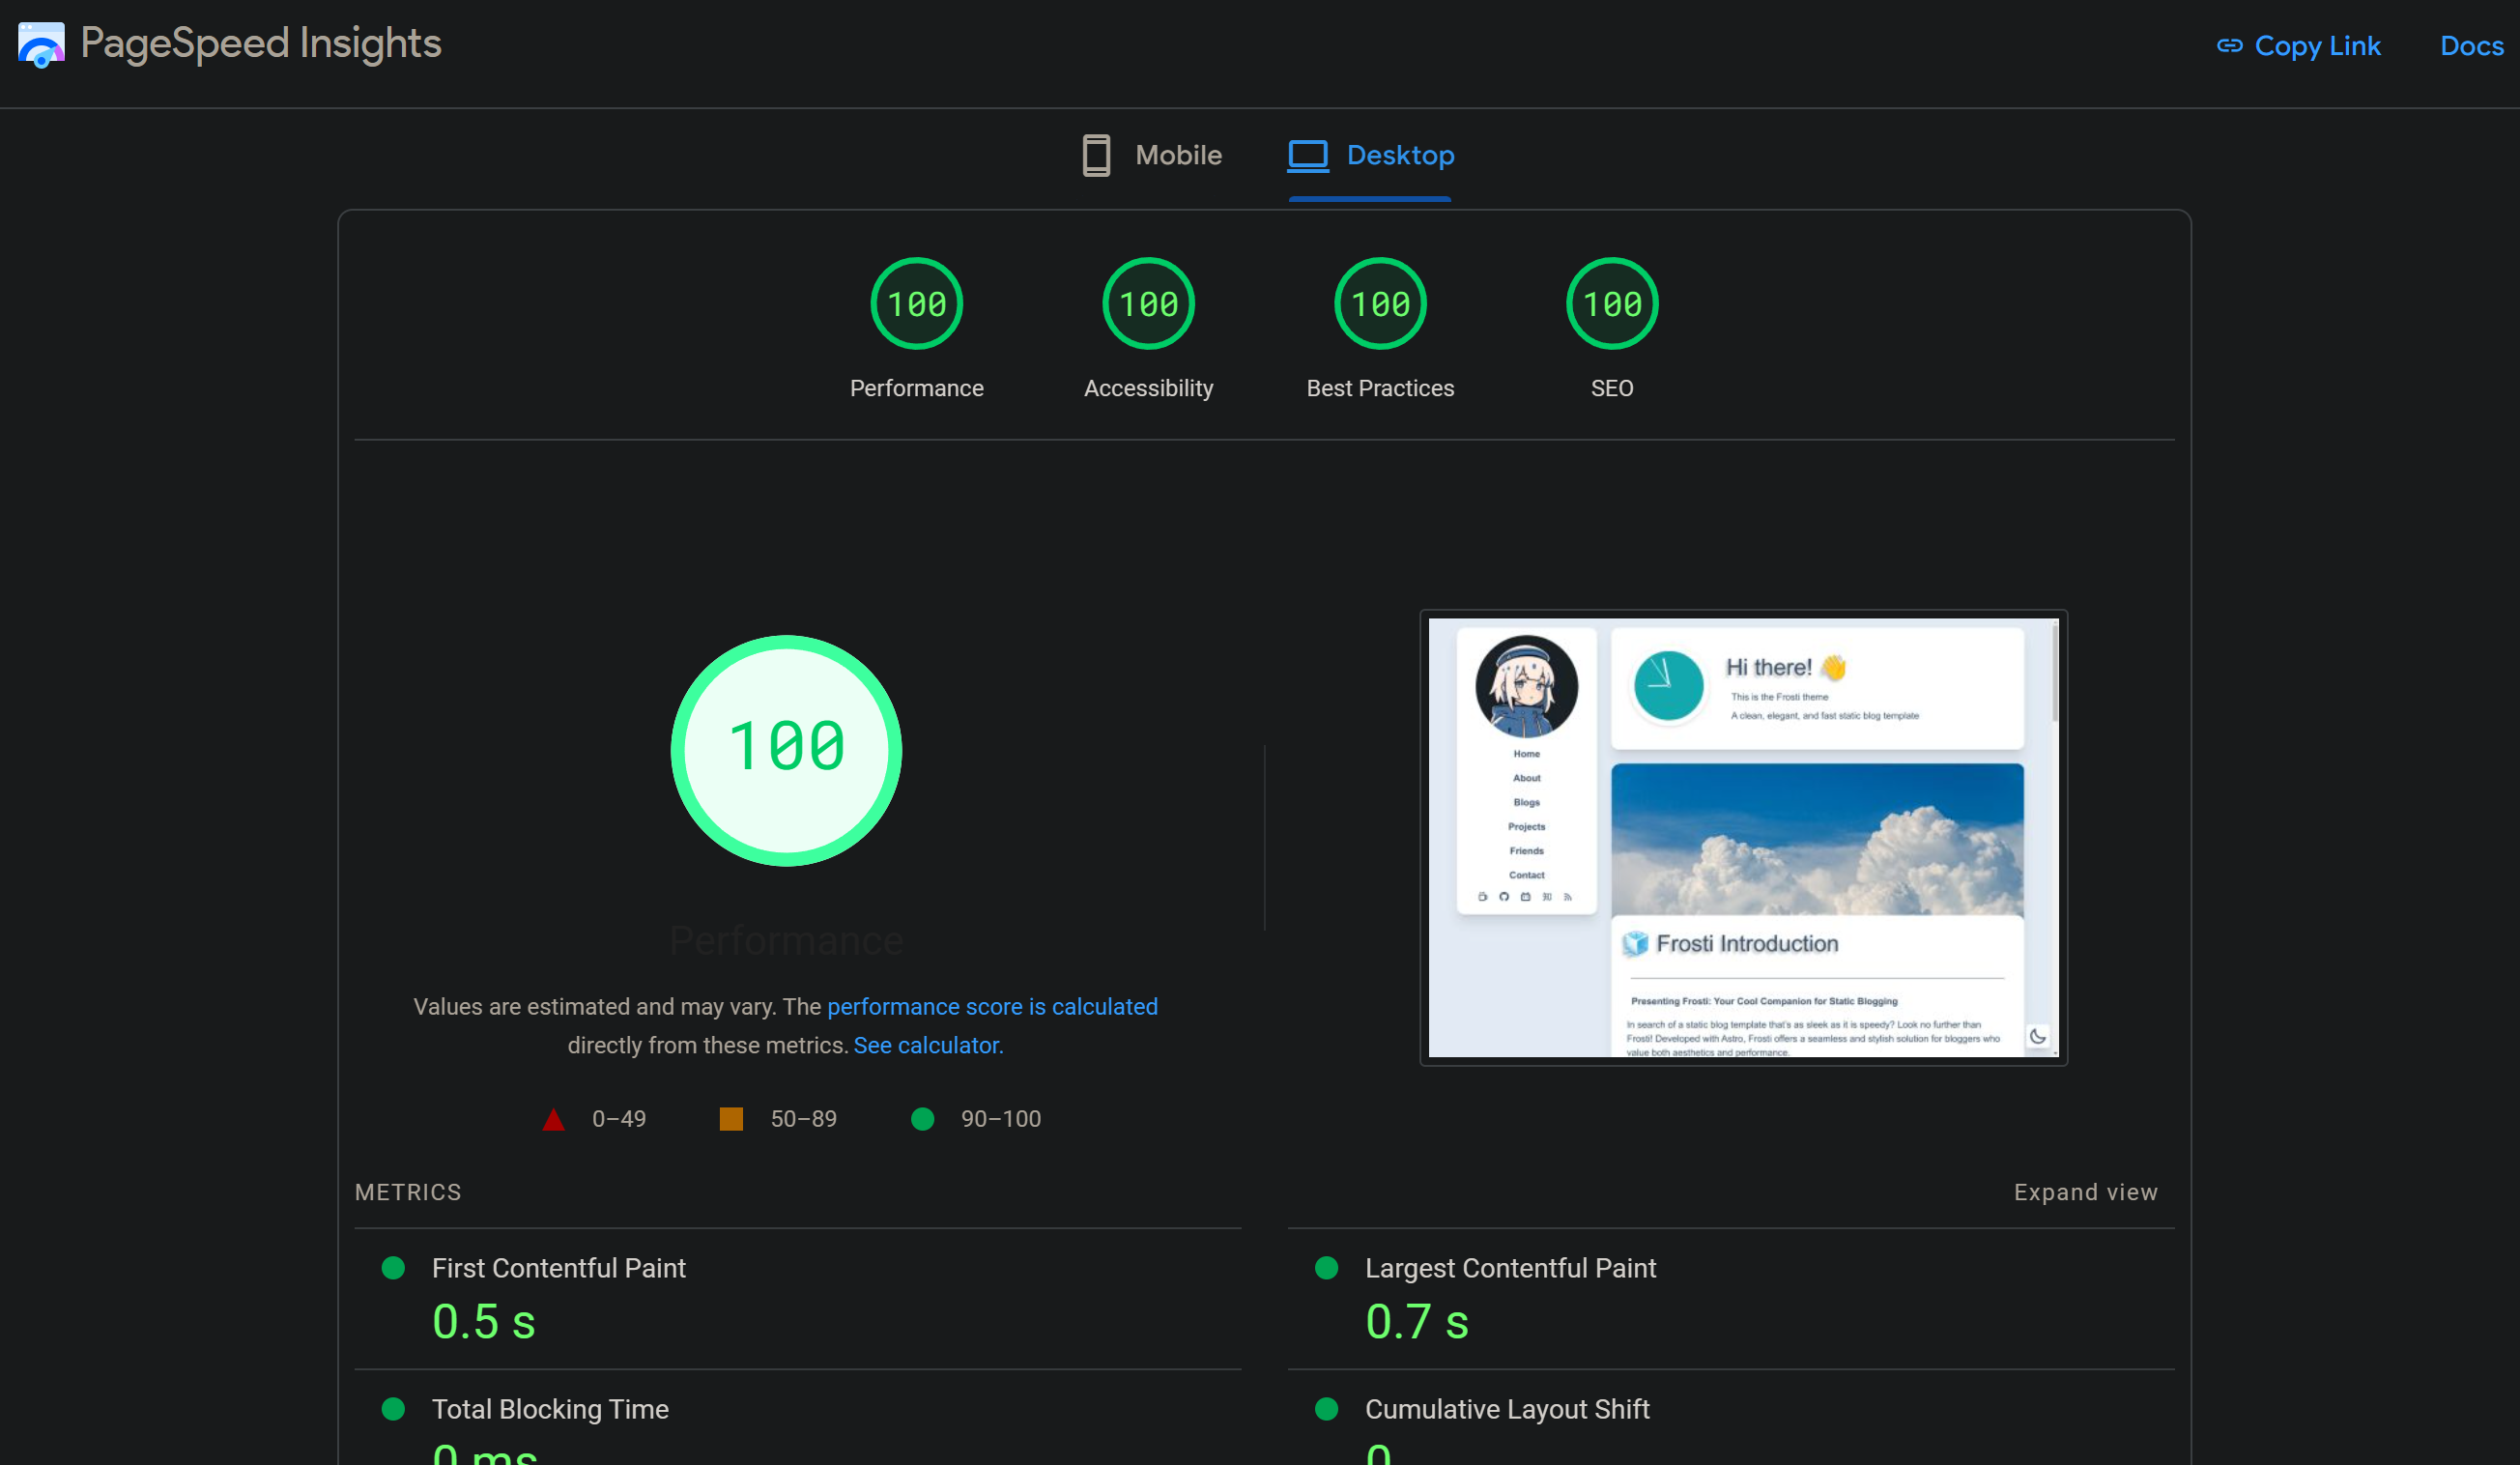 PageSpeed Insights
Copy Link
Docs
Mobile
Desktop
100
100
100
100
Performance
Accessibility
Best Practices
SEO
100
Performance
Values are estimated and may vary. The performance score is calculated
directly from these metrics. See calculator.
0–49
50–89
90–100
Home
About
Blogs
Projects
Friends
Contact
知
Hi there! 👋
This is the Frosti theme
A clean, elegant, and fast static blog template
🧊 Frosti Introduction
Presenting Frosti: Your Cool Companion for Static Blogging
In search of a static blog template that's as sleek as it is speedy? Look no further than
Frosti! Developed with Astro, Frosti offers a seamless and stylish solution for bloggers who
value both aesthetics and performance.
METRICS
Expand view
First Contentful Paint
0.5 s
Largest Contentful Paint
0.7 s
Total Blocking Time
0 ms
Cumulative Layout Shift
0